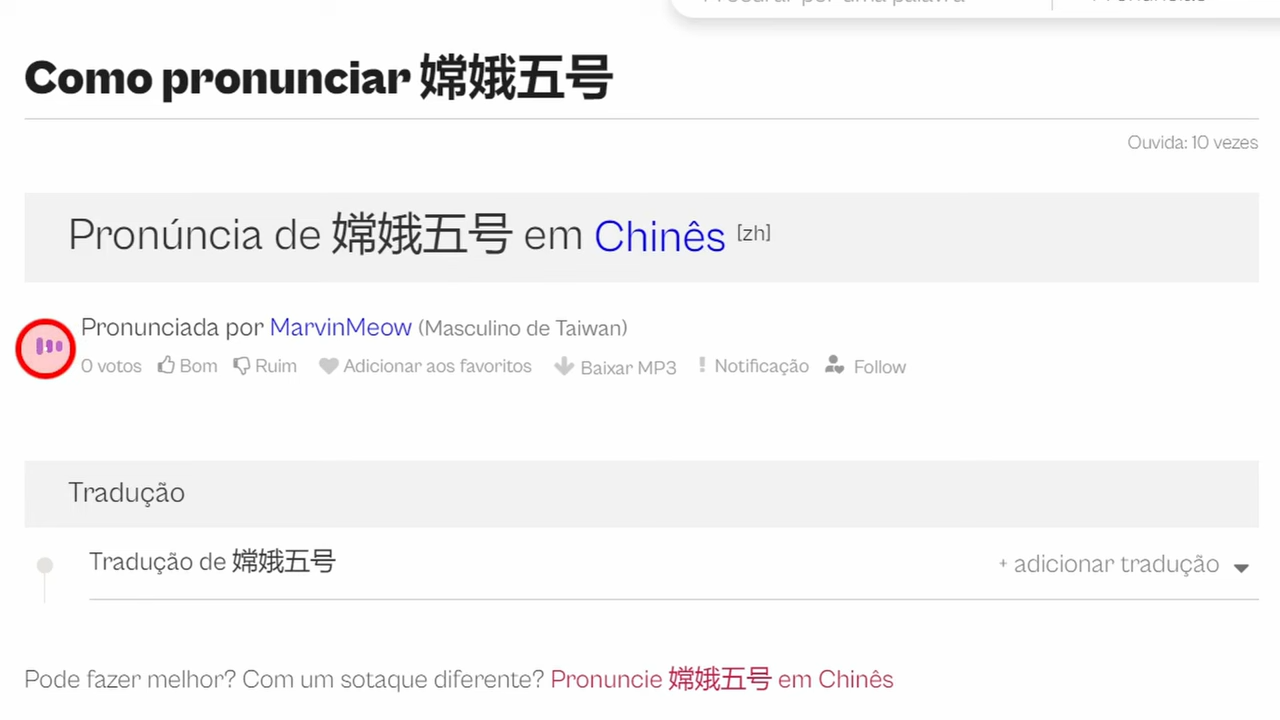 Como pronunciar 嫦娥五号
Ouvida: 10 vezes
Pronúncia de 嫦娥五号 em Chinês [zh]
Pronunciada por MarvinMeow (Masculino de Taiwan)
0 votos Bom Ruim Adicionar aos favoritos Baixar MP3 Notificação Follow
Tradução
Tradução de 嫦娥五号 + adicionar tradução
Pode fazer melhor? Com um sotaque diferente? Pronuncie 嫦娥五号 em Chinês